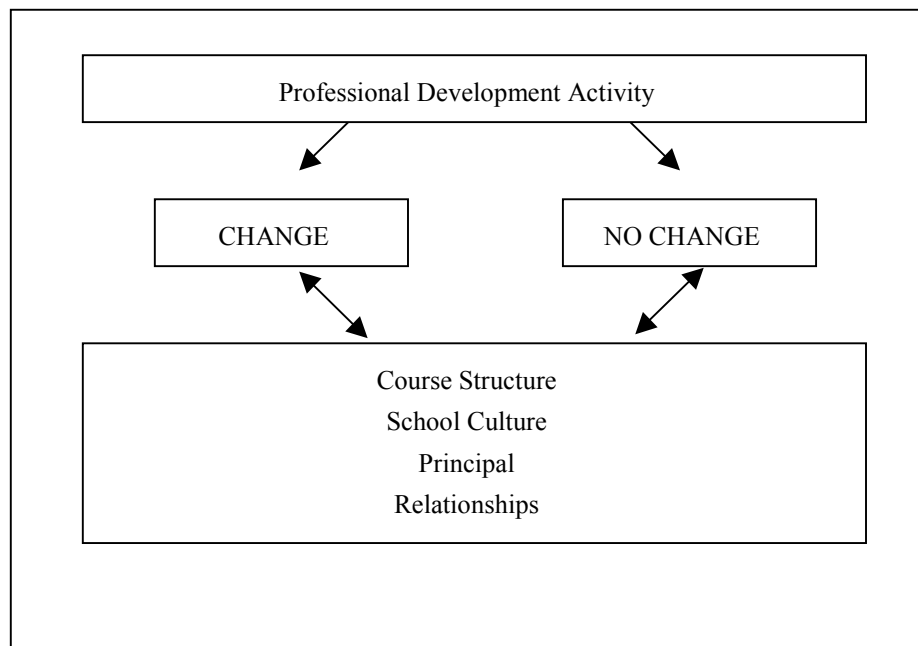 Professional Development Activity
CHANGE
NO CHANGE
Course Structure
School Culture
Principal
Relationships